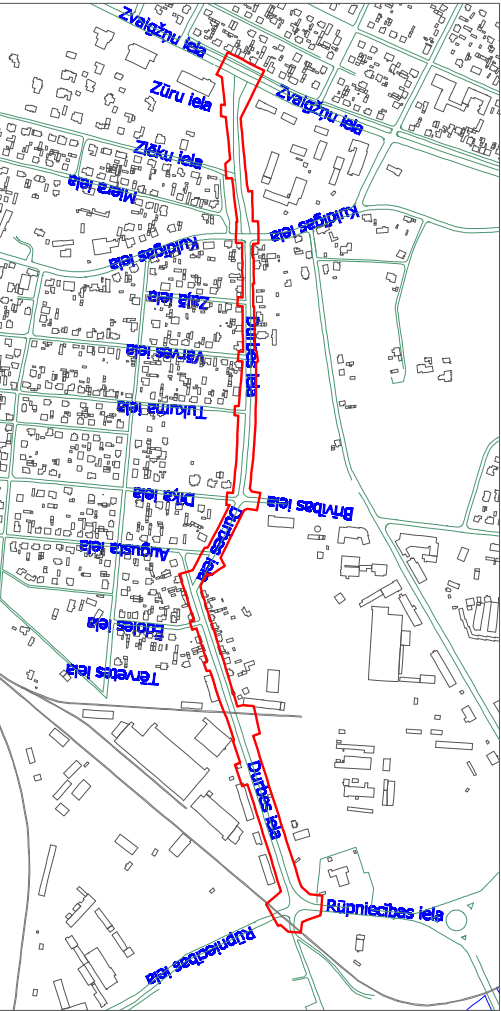 Zvaigžņu iela
Zūru iela
Zvaigžņu iela
Zlēku iela
Miera iela
Kuldīgas iela
Kuldīgas iela
Zaļā iela
Durbes iela
Vārves iela
Tukuma iela
Dīķa iela
Brīvības iela
Durbes iela
Augusta iela
Ēdoles iela
Tērvetes iela
Durbes iela
Rūpniecības iela
Rūpniecības iela